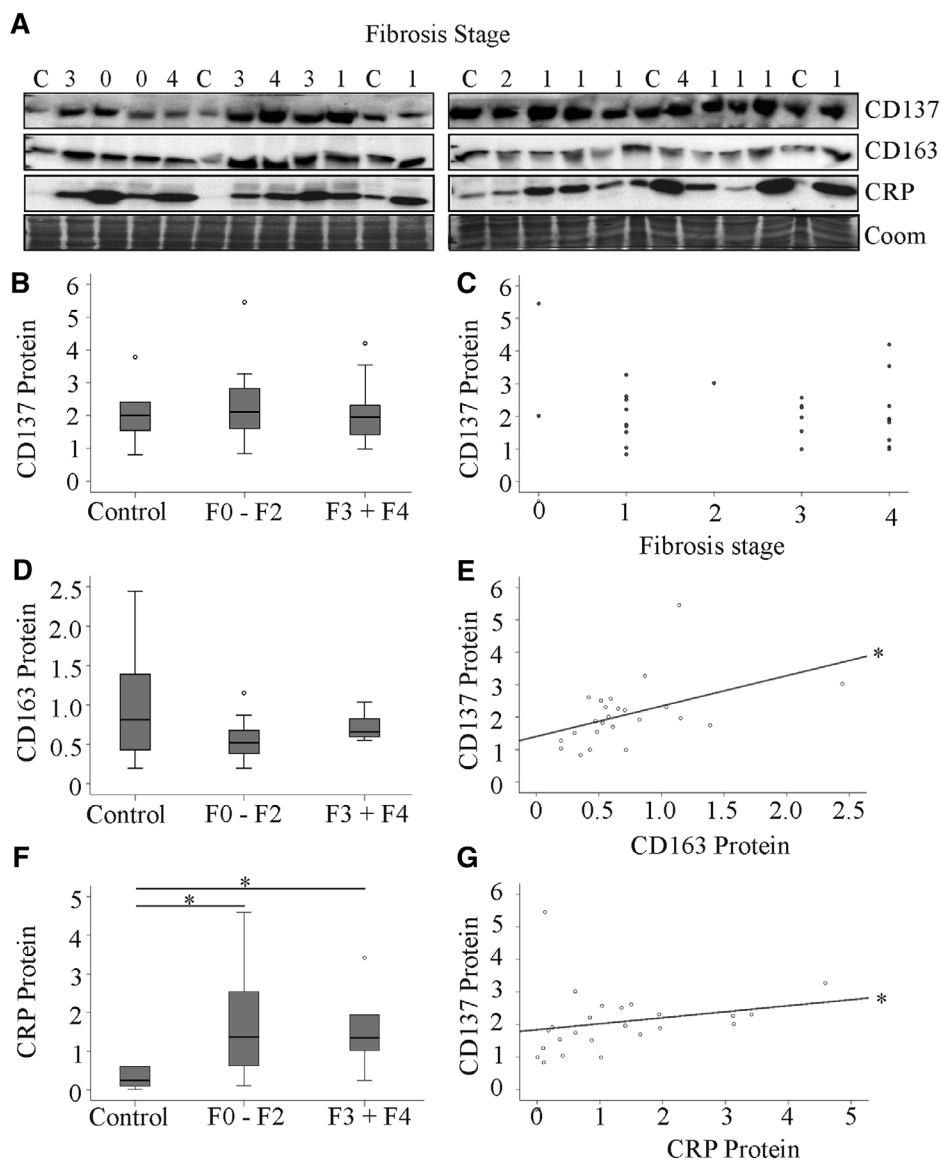 A
Fibrosis Stage
C 3 0 0 4 C 3 4 3 1 C 1
C 2 1 1 1 C 4 1 1 1 C 1
CD137
CD163
CRP
Coom
B
CD137 Protein
6
5
4
3
2
1
0
Control F0 - F2 F3 + F4
C
CD137 Protein
6
5
4
3
2
1
0
0 1 2 3 4
Fibrosis stage
D
CD163 Protein
2.5
2.0
1.5
1.0
0.5
0
Control F0 - F2 F3 + F4
E
CD137 Protein
6
5
4
3
2
1
0
*
0 0.5 1.0 1.5 2.0 2.5
CD163 Protein
F
CRP Protein
5
4
3
2
1
0
*
*
Control F0 - F2 F3 + F4
G
CD137 Protein
6
5
4
3
2
1
0
*
0 1 2 3 4 5
CRP Protein